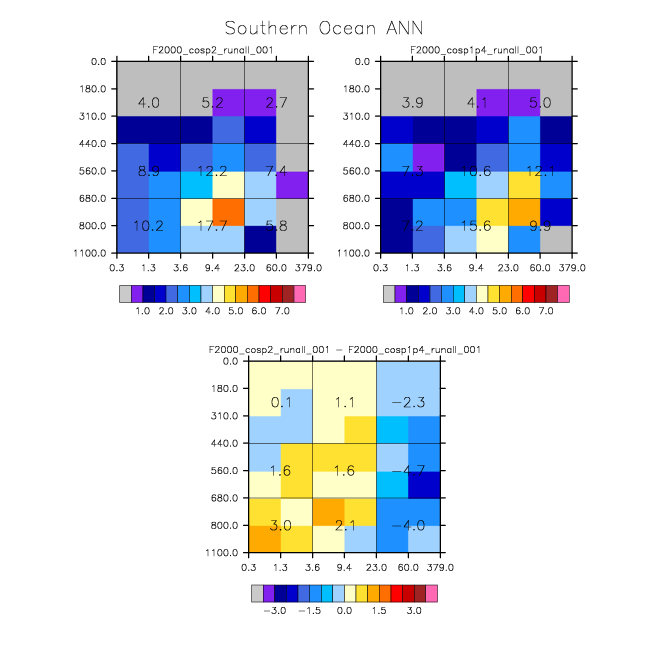 Southern Ocean ANN
F2000_cosp2_runall_001
F2000_cosp1p4_runall_001
0.0
180.0
310.0
440.0
560.0
680.0
800.0
1100.0
4.0 5.2 2.7
8.9 12.2 7.4
10.2 17.7 5.8
0.3 1.3 3.6 9.4 23.0 60.0 379.0
1.0 2.0 3.0 4.0 5.0 6.0 7.0
0.0
180.0
310.0
440.0
560.0
680.0
800.0
1100.0
3.9 4.1 5.0
7.3 10.6 12.1
7.2 15.6 9.9
0.3 1.3 3.6 9.4 23.0 60.0 379.0
1.0 2.0 3.0 4.0 5.0 6.0 7.0
F2000_cosp2_runall_001 − F2000_cosp1p4_runall_001
0.0
180.0
310.0
440.0
560.0
680.0
800.0
1100.0
0.1 1.1 −2.3
1.6 1.6 −4.7
3.0 2.1 −4.0
0.3 1.3 3.6 9.4 23.0 60.0 379.0
−3.0 −1.5 0.0 1.5 3.0